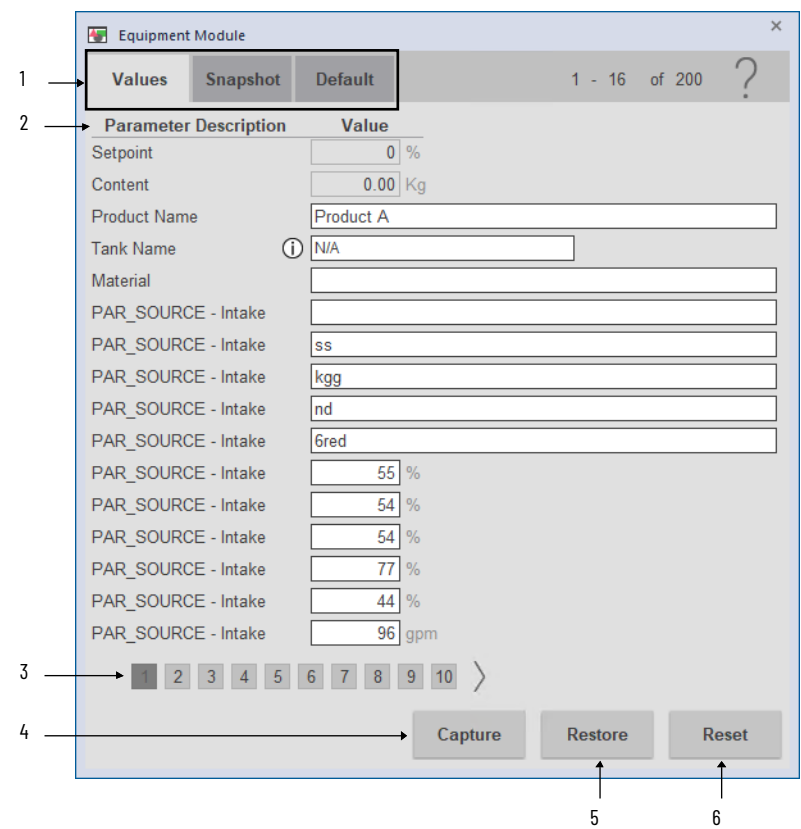 Equipment Module ×
1 Values Snapshot Default 1 - 16 of 200 ?
2 Parameter Description Value
Setpoint 0 %
Content 0.00 Kg
Product Name Product A
Tank Name i N/A
Material
PAR_SOURCE - Intake
PAR_SOURCE - Intake ss
PAR_SOURCE - Intake kgg
PAR_SOURCE - Intake nd
PAR_SOURCE - Intake 6red
PAR_SOURCE - Intake 55 %
PAR_SOURCE - Intake 54 %
PAR_SOURCE - Intake 54 %
PAR_SOURCE - Intake 77 %
PAR_SOURCE - Intake 44 %
PAR_SOURCE - Intake 96 gpm
3 1 2 3 4 5 6 7 8 9 10
4 Capture Restore Reset
5 6